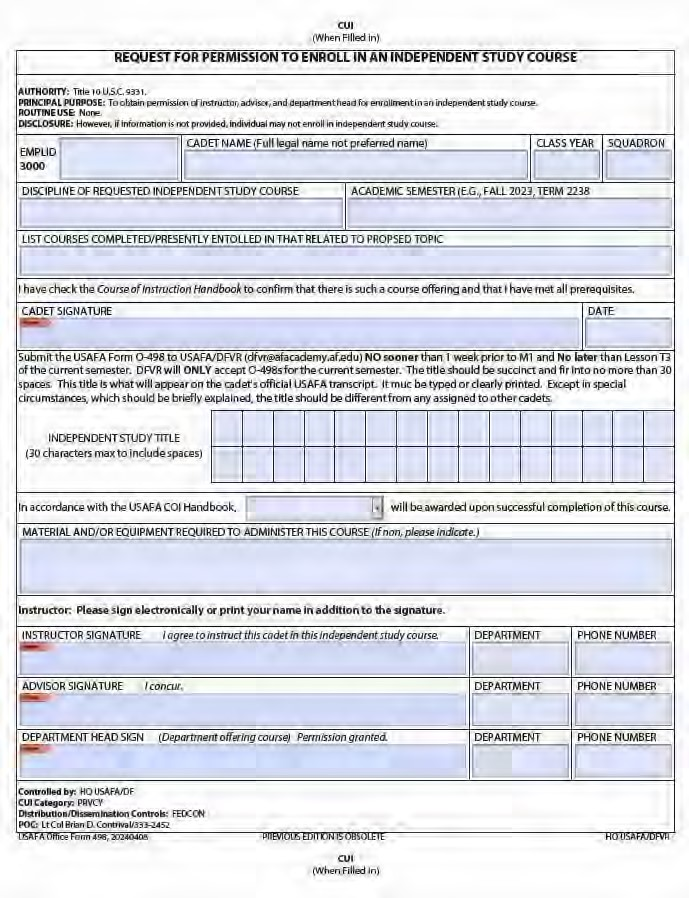 CUI
(When Filled in)
REQUEST FOR PERMISSION TO ENROLL IN AN INDEPENDENT STUDY COURSE
AUTHORITY: Title 10 U.S.C. 9331.
PRINCIPAL PURPOSE: To obtain permission of instructor, advisor, and department head for enrollment in an independent study course.
ROUTINE USE: None.
DISCLOSURE: However, if information is not provided, individual may not enroll in independent study course.
EMPLID
3000
CADET NAME (Full legal name not preferred name)
CLASS YEAR
SQUADRON
DISCIPLINE OF REQUESTED INDEPENDENT STUDY COURSE
ACADEMIC SEMESTER (E.G., FALL 2023, TERM 2238
LIST COURSES COMPLETED/PRESENTLY ENTOLLED IN THAT RELATED TO PROPSED TOPIC
I have check the Course of Instruction Handbook to confirm that there is such a course offering and that I have met all prerequisites.
CADET SIGNATURE
DATE
Submit the USAFA Form O-498 to USAFA/DFVR (dfvr@afacademy.af.edu) NO sooner than 1 week prior to M1 and No later than Lesson T3
of the current semester. DFVR will ONLY accept O-498s for the current semester. The title should be succinct and fir into no more than 30
spaces. This title is what will appear on the cadet's official USAFA transcript. It muc be typed or clearly printed. Except in special
circumstances, which should be briefly explained, the title should be different from any assigned to other cadets.
INDEPENDENT STUDY TITLE
(30 characters max to include spaces)
In accordance with the USAFA COI Handbook, will be awarded upon successful completion of this course.
MATERIAL AND/OR EQUIPMENT REQUIRED TO ADMINISTER THIS COURSE (If non, please indicate.)
Instructor: Please sign electronically or print your name in addition to the signature.
INSTRUCTOR SIGNATURE I agree to instruct this cadet in this independent study course.
DEPARTMENT
PHONE NUMBER
ADVISOR SIGNATURE I concur.
DEPARTMENT
PHONE NUMBER
DEPARTMENT HEAD SIGN (Department offering course) Permission granted.
DEPARTMENT
PHONE NUMBER
Controlled by: HQ USAFA/DF
CUI Category: PRVCY
Distribution/Dissemination Controls: FEDCON
POC: Lt Col Brian D. Contrival/333-2452
USAFA Office Form 498, 20240408
PREVIOUS EDITION IS OBSOLETE
HQ USAFA/DFVR
CUI
(When Filled in)